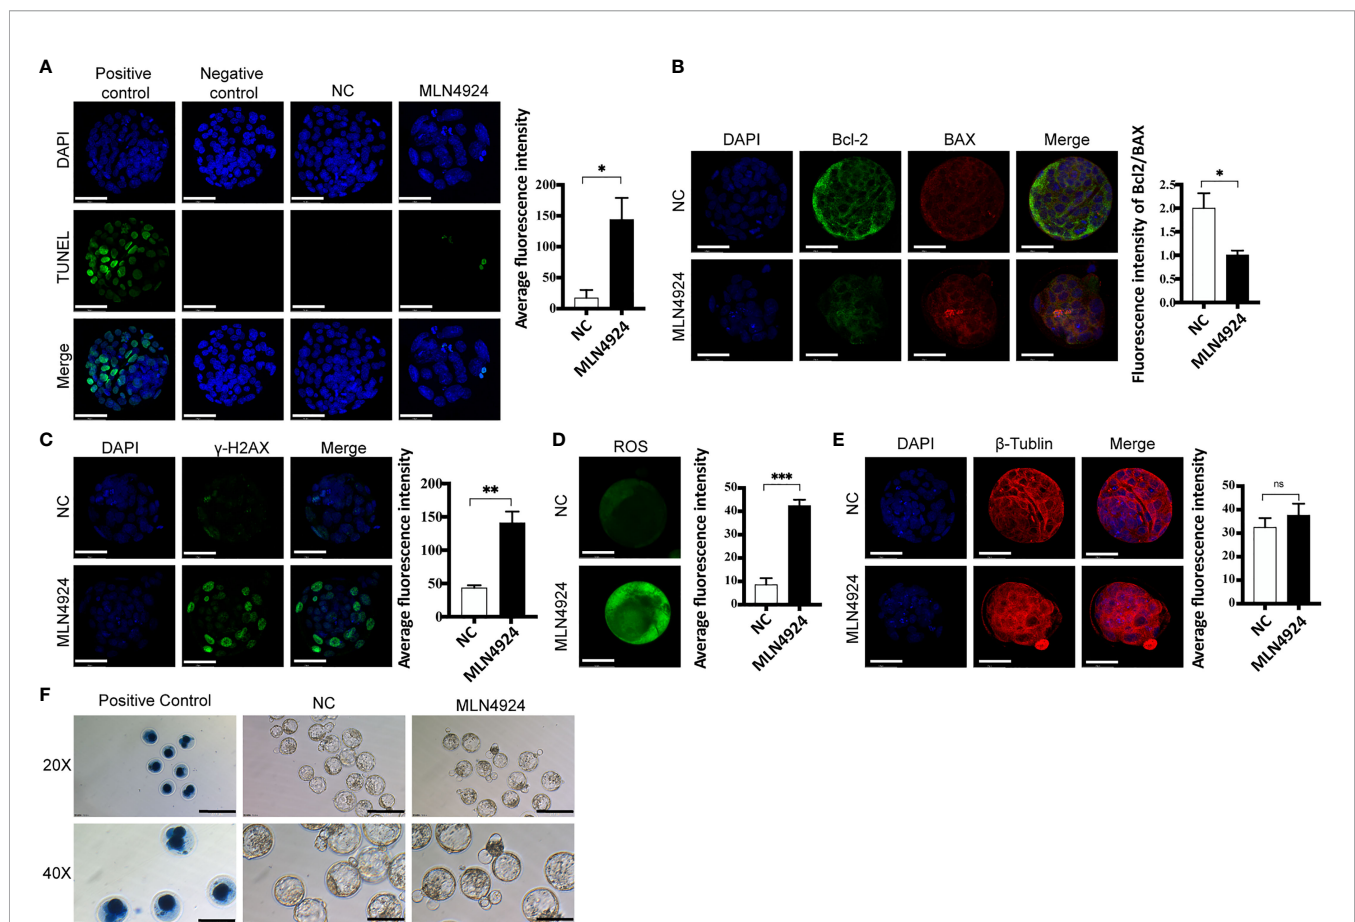 A
Positive control
Negative control
NC
MLN4924
DAPI
TUNEL
Merge
Average fluorescence intensity
200
150
100
50
0
*
NC
MLN4924
B
DAPI
Bcl-2
BAX
Merge
NC
MLN4924
Fluorescence intensity of Bcl2/BAX
2.5
2.0
1.5
1.0
0.5
0.0
*
NC
MLN4924
C
DAPI
γ-H2AX
Merge
NC
MLN4924
Average fluorescence intensity
200
150
100
50
0
**
NC
MLN4924
D
ROS
NC
MLN4924
Average fluorescence intensity
50
40
30
20
10
0
***
NC
MLN4924
E
DAPI
β-Tublin
Merge
NC
MLN4924
Average fluorescence intensity
50
40
30
20
10
0
ns
NC
MLN4924
F
Positive Control
NC
MLN4924
20X
40X